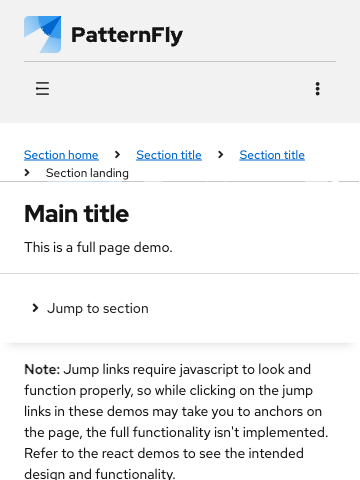 PatternFly
Section home Section title Section title
Section landing
Main title
This is a full page demo.
Jump to section
Note: Jump links require javascript to look and
function properly, so while clicking on the jump
links in these demos may take you to anchors on
the page, the full functionality isn't implemented.
Refer to the react demos to see the intended
design and functionality.